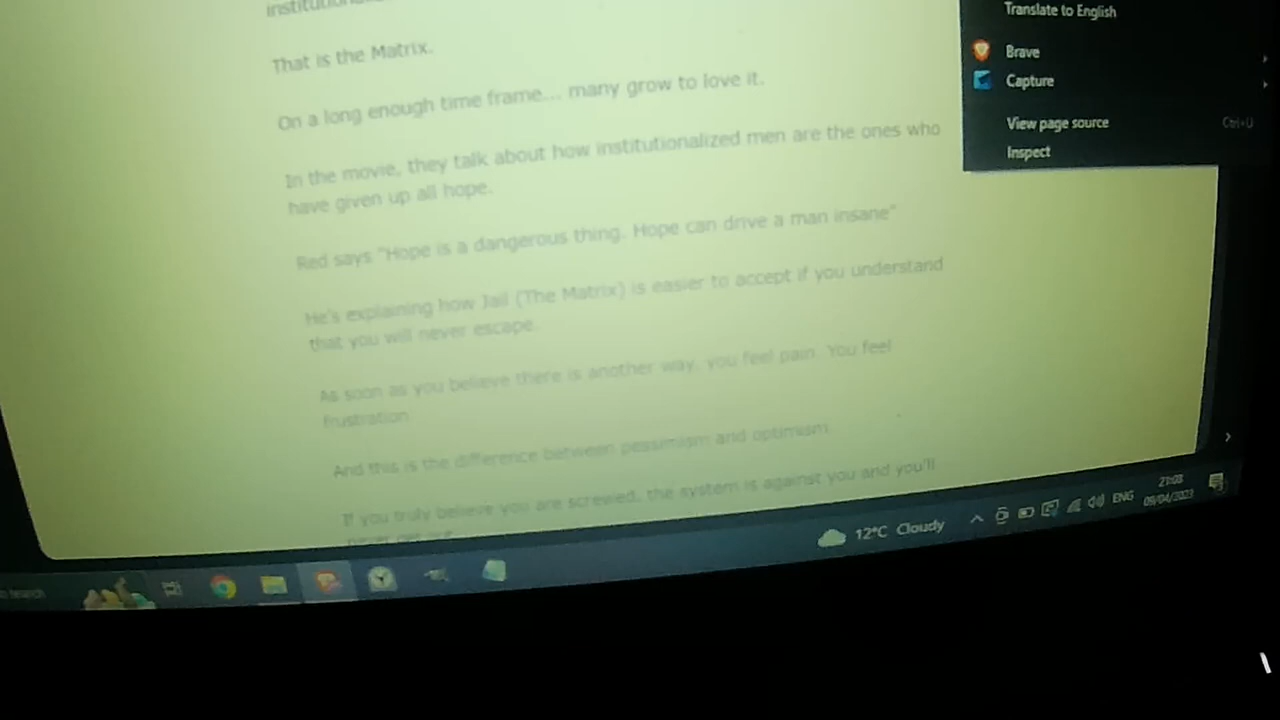 That is the Matrix.
On a long enough time frame... many grow to love it.
In the movie, they talk about how institutionalized men are the ones who
have given up all hope.
Red says "Hope is a dangerous thing. Hope can drive a man insane"
He's explaining how Jail (The Matrix) is easier to accept if you understand
that you will never escape.
As soon as you believe there is another way, you feel pain. You feel
frustration
And this is the difference between pessimism and optimism
If you truly believe you are screwed, the system is against you and you'll
never get out
Translate to English
Brave
Capture
View page source Ctrl+U
Inspect
search
12°C Cloudy
ENG
21:03
09/04/2023